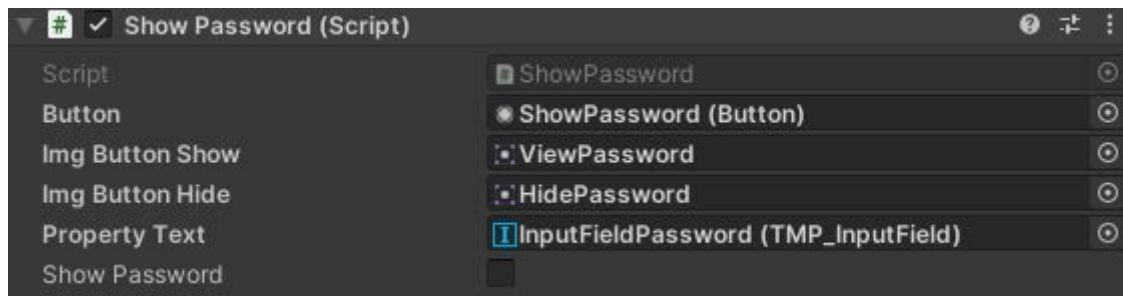 Show Password (Script)
Script ShowPassword
Button ShowPassword (Button)
Img Button Show ViewPassword
Img Button Hide HidePassword
Property Text InputFieldPassword (TMP_InputField)
Show Password